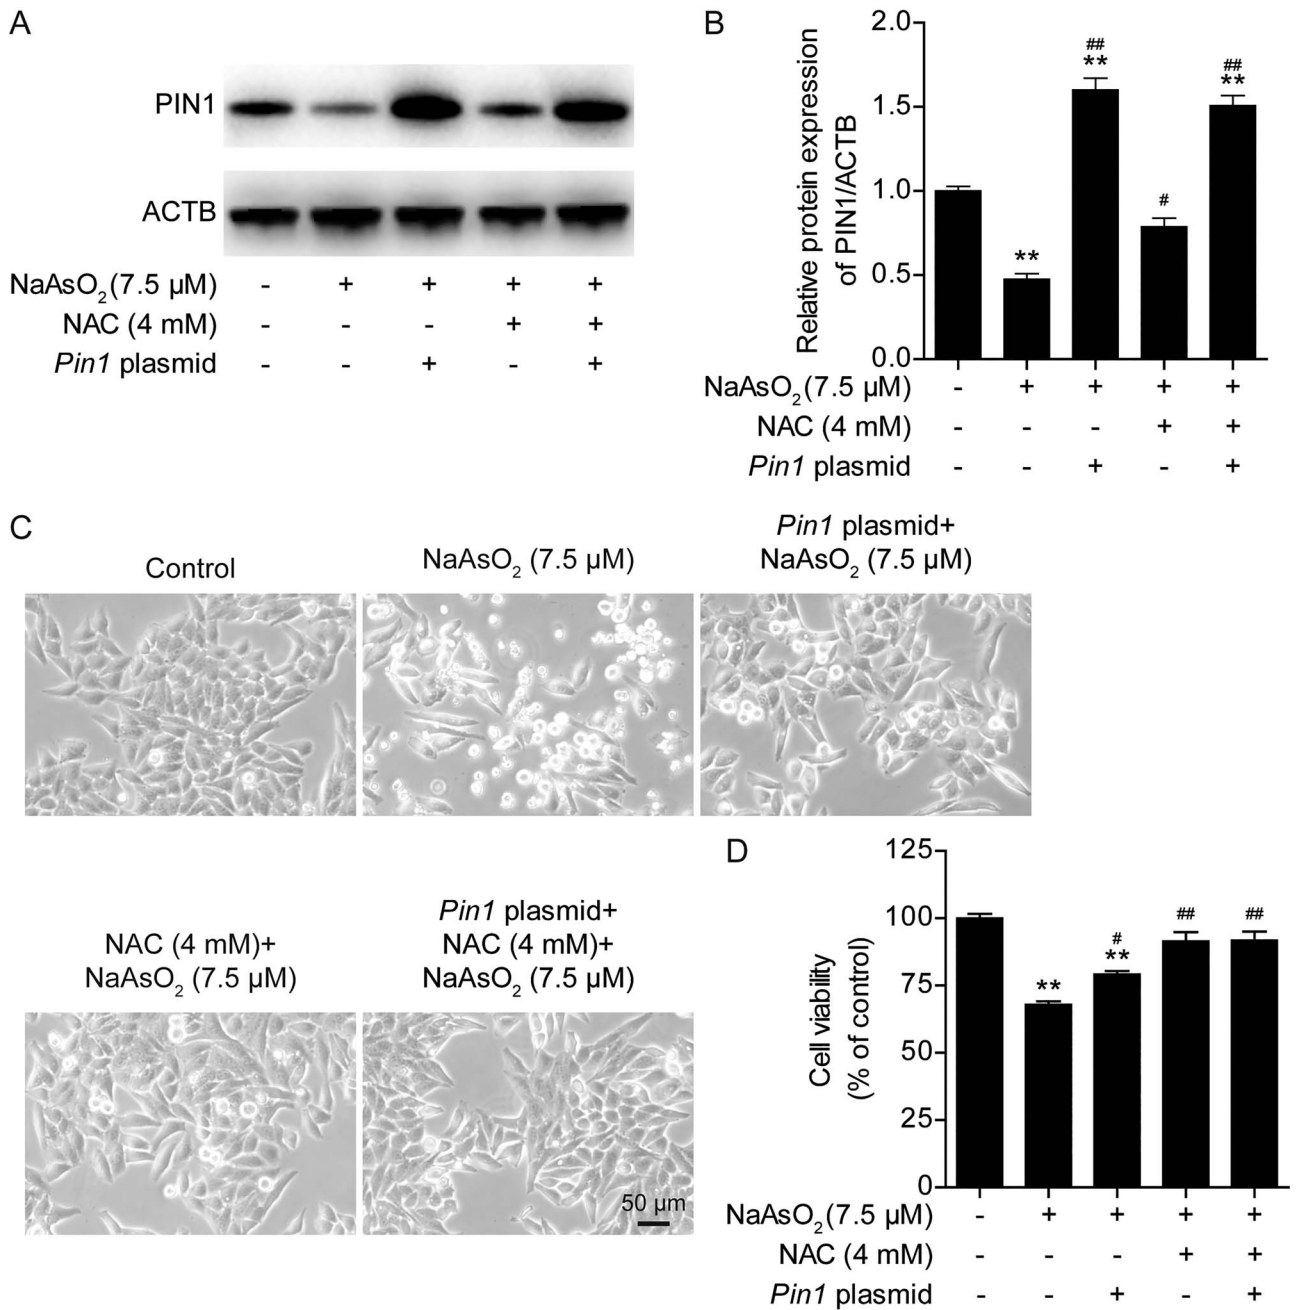 A
PIN1
ACTB
NaAsO2(7.5 µM) - + + + +
NAC (4 mM) - - - + +
Pin1 plasmid - - + - +
B
Relative protein expression
of PIN1/ACTB
2.0
1.5
1.0
0.5
0.0
**
##
**
#
##
**
NaAsO2(7.5 µM) - + + + +
NAC (4 mM) - - - + +
Pin1 plasmid - - + - +
C
Control
NaAsO2 (7.5 µM)
Pin1 plasmid+
NaAsO2 (7.5 µM)
NAC (4 mM)+
NaAsO2 (7.5 µM)
Pin1 plasmid+
NAC (4 mM)+
NaAsO2 (7.5 µM)
50 µm
D
Cell viability
(% of control)
125
100
75
50
25
0
**
#
**
##
##
NaAsO2(7.5 µM) - + + + +
NAC (4 mM) - - - + +
Pin1 plasmid - - + - +